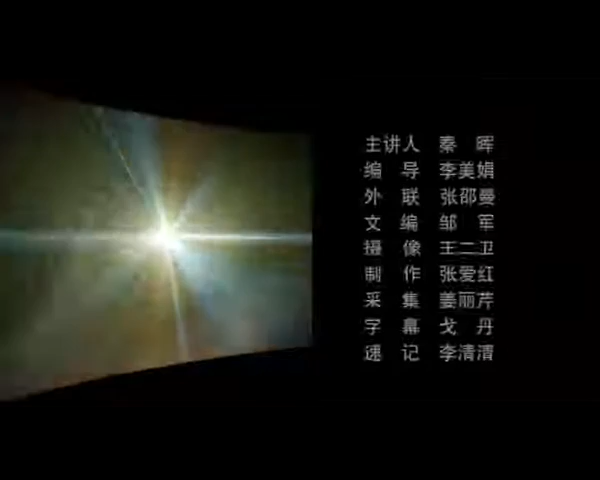 主讲人 秦 晖
编 导 李美娟
外 联 张邵曼
文 编 邹 军
摄 像 王二卫
制 作 张爱红
采 集 姜丽芹
字 幕 戈 丹
速 记 李清清